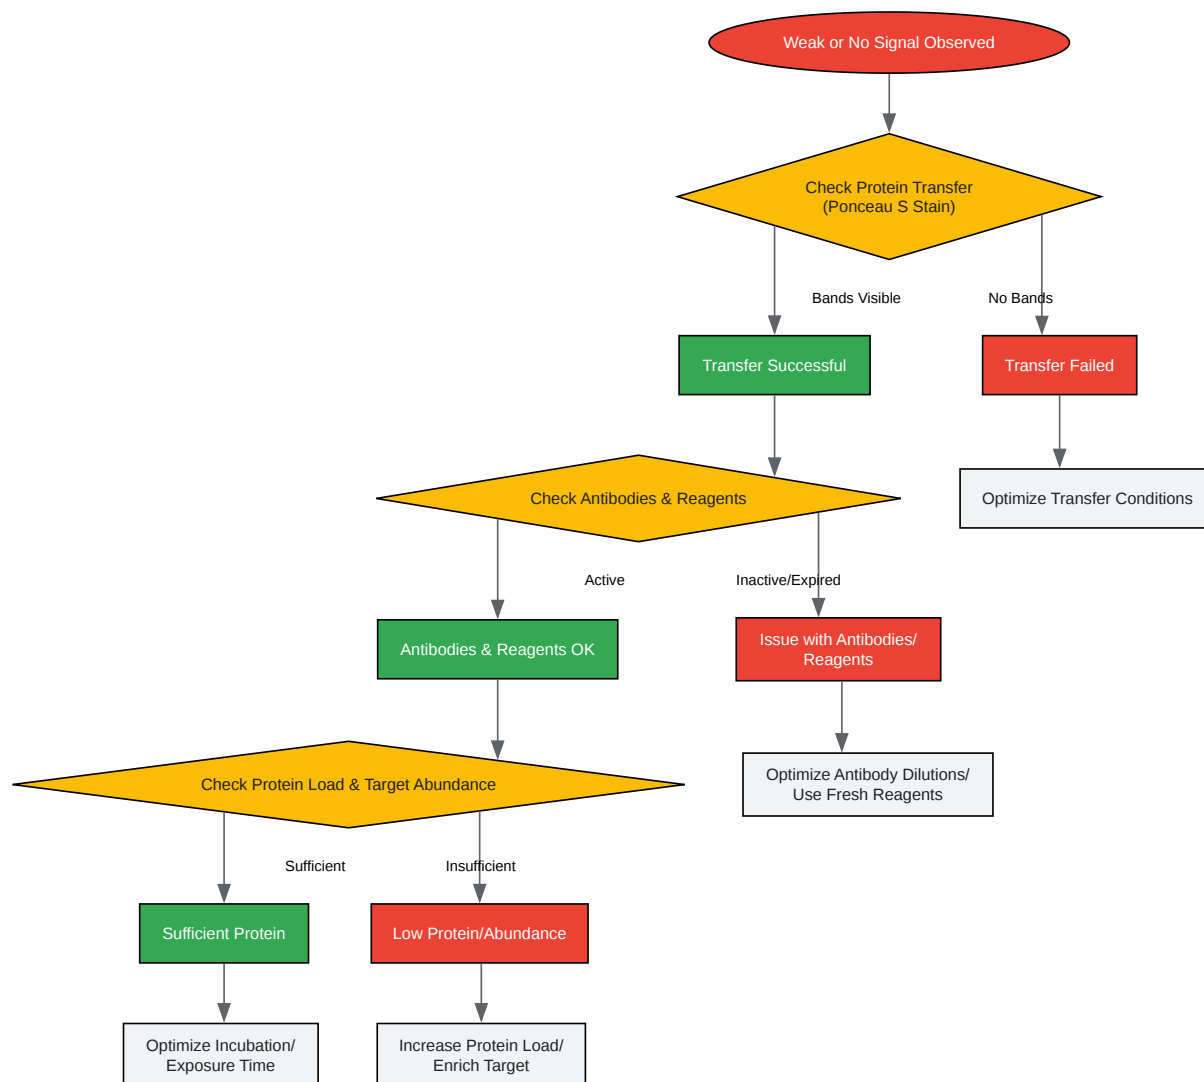 Weak or No Signal Observed
Check Protein Transfer
(Ponceau S Stain)
Bands Visible
No Bands
Transfer Successful
Transfer Failed
Check Antibodies & Reagents
Optimize Transfer Conditions
Active
Inactive/Expired
Antibodies & Reagents OK
Issue with Antibodies/
Reagents
Check Protein Load & Target Abundance
Optimize Antibody Dilutions/
Use Fresh Reagents
Sufficient
Insufficient
Sufficient Protein
Low Protein/Abundance
Optimize Incubation/
Exposure Time
Increase Protein Load/
Enrich Target